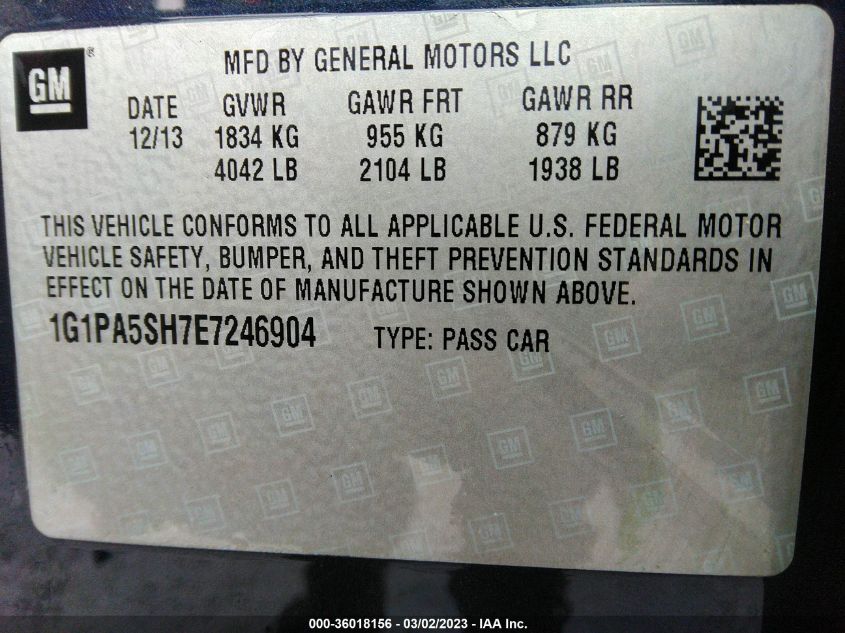 GM ® MFD BY GENERAL MOTORS LLC
DATE GVWR GAWR FRT GAWR RR
12/13 1834 KG 955 KG 879 KG
4042 LB 2104 LB 1938 LB
THIS VEHICLE CONFORMS TO ALL APPLICABLE U.S. FEDERAL MOTOR
VEHICLE SAFETY, BUMPER, AND THEFT PREVENTION STANDARDS IN
EFFECT ON THE DATE OF MANUFACTURE SHOWN ABOVE.
1G1PA5SH7E7246904 TYPE: PASS CAR
000-36018156 - 03/02/2023 - IAA Inc.